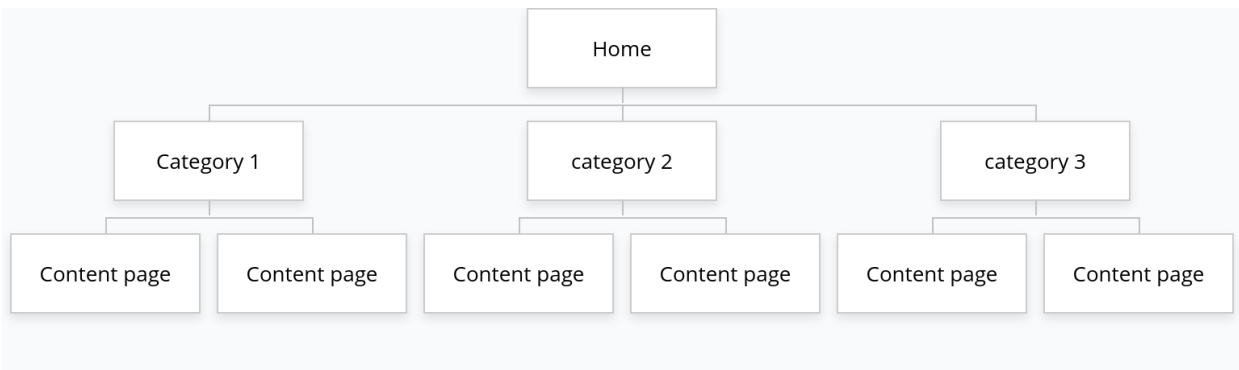 Home
Category 1
category 2
category 3
Content page
Content page
Content page
Content page
Content page
Content page